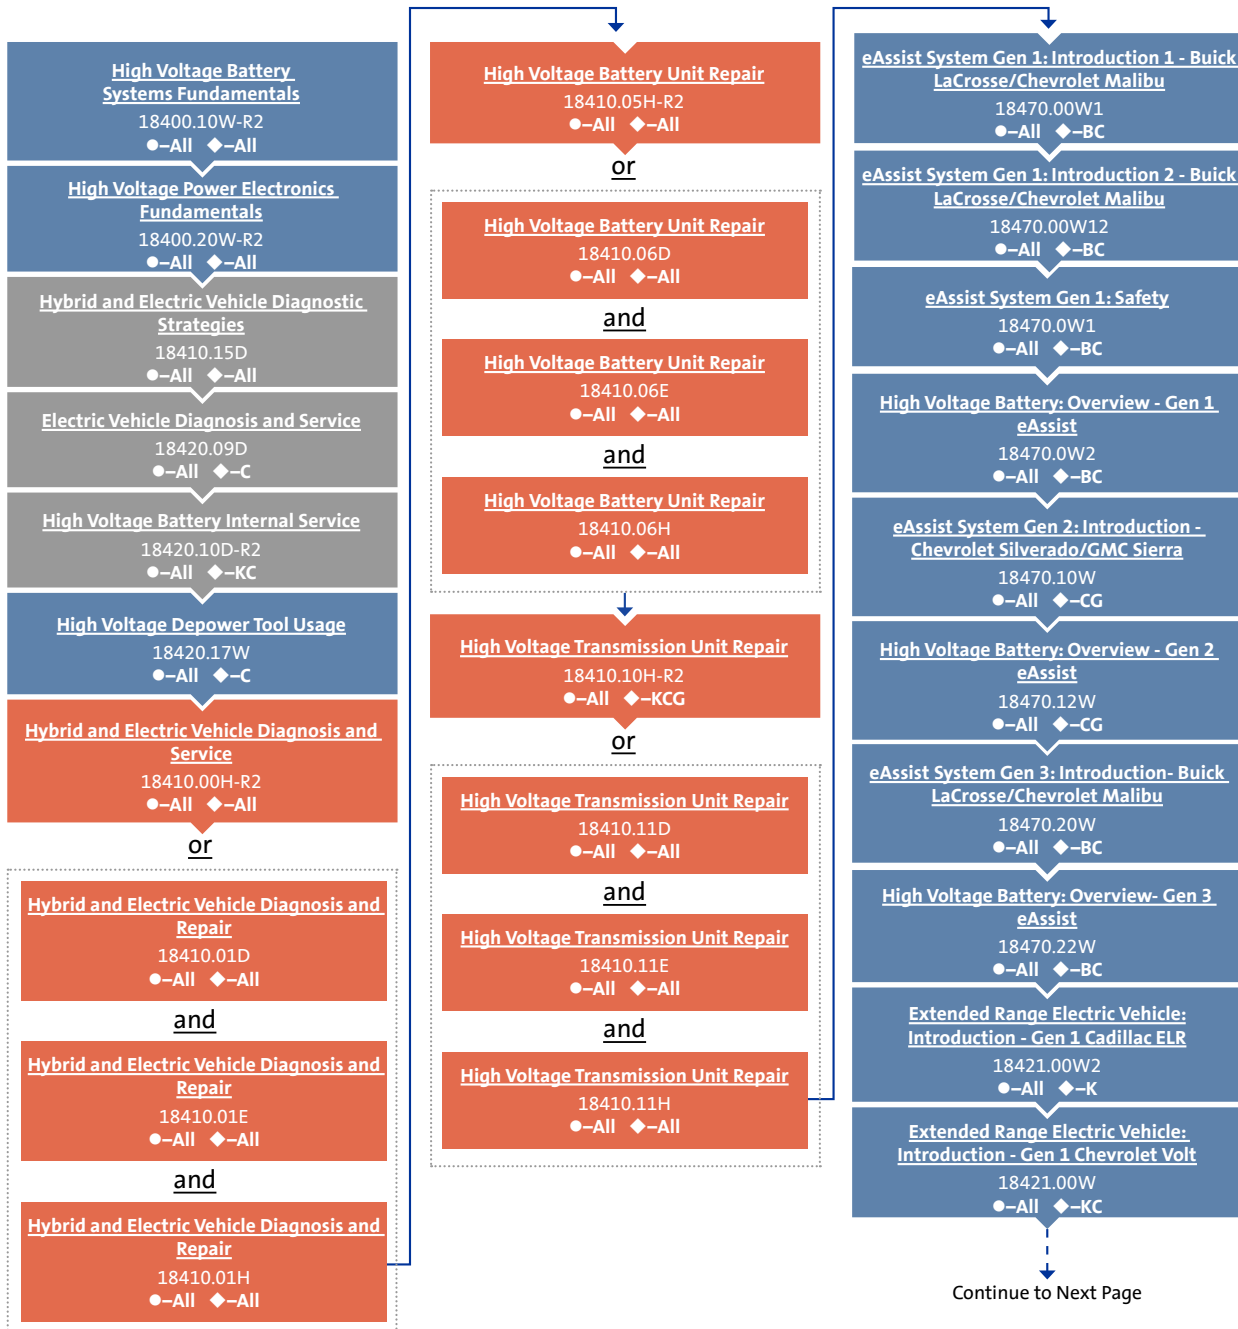 High Voltage Battery
Systems Fundamentals
18400.10W-R2
●–All ◆–All
High Voltage Power Electronics
Fundamentals
18400.20W-R2
●–All ◆–All
Hybrid and Electric Vehicle Diagnostic
Strategies
18410.15D
●–All ◆–All
Electric Vehicle Diagnosis and Service
18420.09D
●–All ◆–C
High Voltage Battery Internal Service
18420.10D-R2
●–All ◆–KC
High Voltage Depower Tool Usage
18420.17W
●–All ◆–C
Hybrid and Electric Vehicle Diagnosis and
Service
18410.00H-R2
●–All ◆–All
or
Hybrid and Electric Vehicle Diagnosis and
Repair
18410.01D
●–All ◆–All
and
Hybrid and Electric Vehicle Diagnosis and
Repair
18410.01E
●–All ◆–All
and
Hybrid and Electric Vehicle Diagnosis and
Repair
18410.01H
●–All ◆–All
High Voltage Battery Unit Repair
18410.05H-R2
●–All ◆–All
or
High Voltage Battery Unit Repair
18410.06D
●–All ◆–All
and
High Voltage Battery Unit Repair
18410.06E
●–All ◆–All
and
High Voltage Battery Unit Repair
18410.06H
●–All ◆–All
High Voltage Transmission Unit Repair
18410.10H-R2
●–All ◆–KCG
or
High Voltage Transmission Unit Repair
18410.11D
●–All ◆–All
and
High Voltage Transmission Unit Repair
18410.11E
●–All ◆–All
and
High Voltage Transmission Unit Repair
18410.11H
●–All ◆–All
eAssist System Gen 1: Introduction 1 - Buick
LaCrosse/Chevrolet Malibu
18470.00W1
●–All ◆–BC
eAssist System Gen 1: Introduction 2 - Buick
LaCrosse/Chevrolet Malibu
18470.00W12
●–All ◆–BC
eAssist System Gen 1: Safety
18470.0W1
●–All ◆–BC
High Voltage Battery: Overview - Gen 1
eAssist
18470.0W2
●–All ◆–BC
eAssist System Gen 2: Introduction -
Chevrolet Silverado/GMC Sierra
18470.10W
●–All ◆–CG
High Voltage Battery: Overview - Gen 2
eAssist
18470.12W
●–All ◆–CG
eAssist System Gen 3: Introduction- Buick
LaCrosse/Chevrolet Malibu
18470.20W
●–All ◆–BC
High Voltage Battery: Overview- Gen 3
eAssist
18470.22W
●–All ◆–BC
Extended Range Electric Vehicle:
Introduction - Gen 1 Cadillac ELR
18421.00W2
●–All ◆–K
Extended Range Electric Vehicle:
Introduction - Gen 1 Chevrolet Volt
18421.00W
●–All ◆–KC
Continue to Next Page